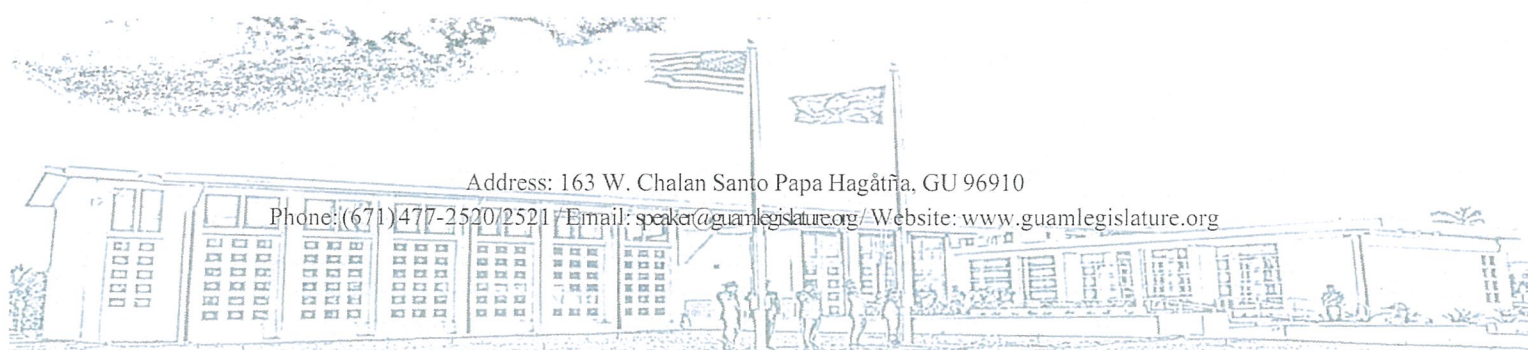 Address: 163 W. Chalan Santo Papa Hagåtña, GU 96910
Phone: (671) 477-2520/2521 / Email: speaker@guamlegislature.org / Website: www.guamlegislature.org